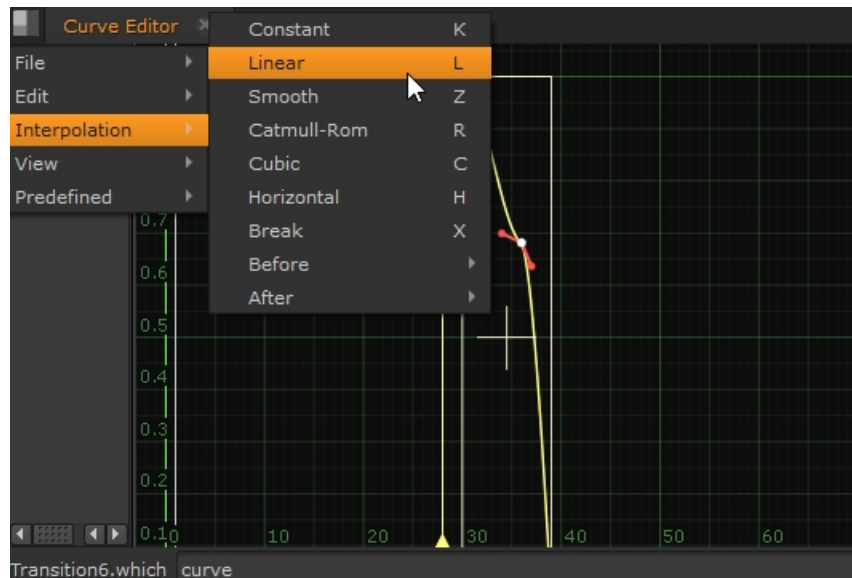 Curve Editor
File
Edit
Interpolation
View
Predefined
Constant K
Linear L
Smooth Z
Catmull-Rom R
Cubic C
Horizontal H
Break X
Before
After
0.7
0.6
0.5
0.4
0.3
0.2
0.1
0 10 20 30 40 50 60
Transition6.which curve